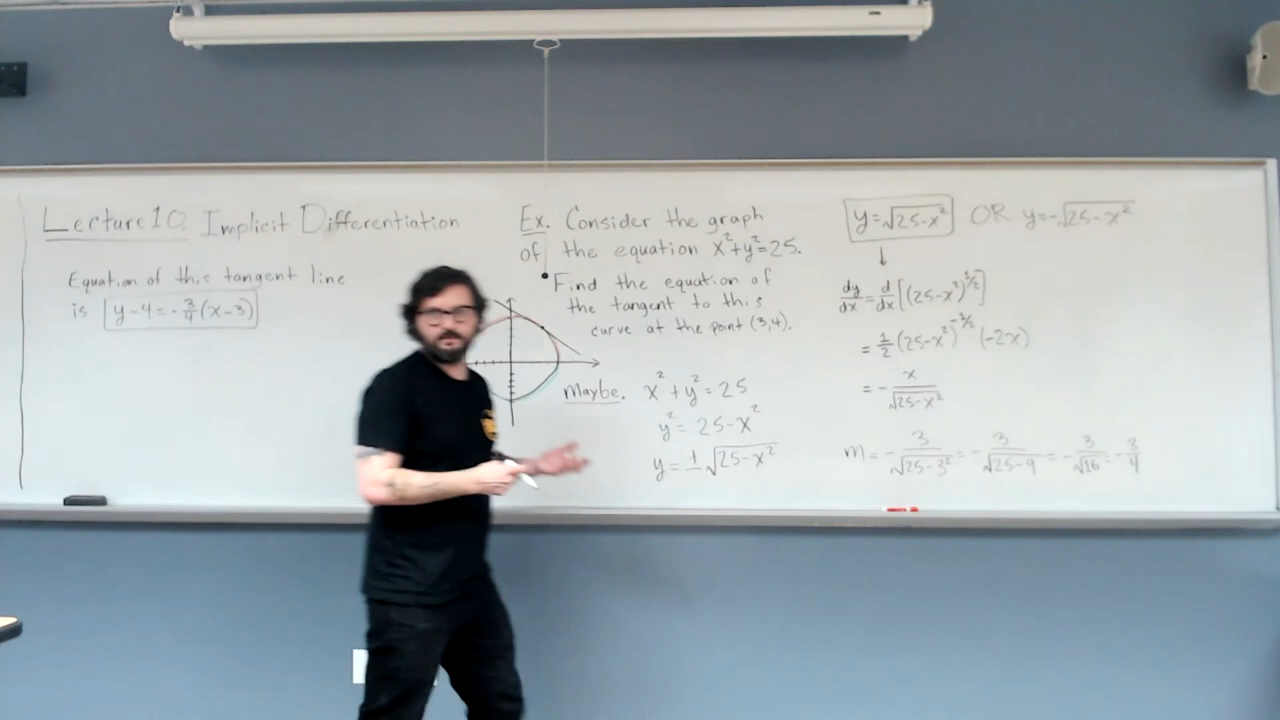 Lecture 10. Implicit Differentiation
Equation of this tangent line
is y-4=-3/4(x-3)
Ex. Consider the graph
of the equation x²+y²=25.
Find the equation of
the tangent to this
curve at the point (3,4).
Maybe. x²+y²=25
y²=25-x²
y=±√(25-x²)
y=√(25-x²) OR y=-√(25-x²)
↓
dy/dx=d/dx[(25-x²)^(1/2)]
=1/2(25-x²)^(-1/2)(-2x)
=-x/√(25-x²)
m=-3/√(25-3²)=-3/√(25-9)=-3/√16=-3/4